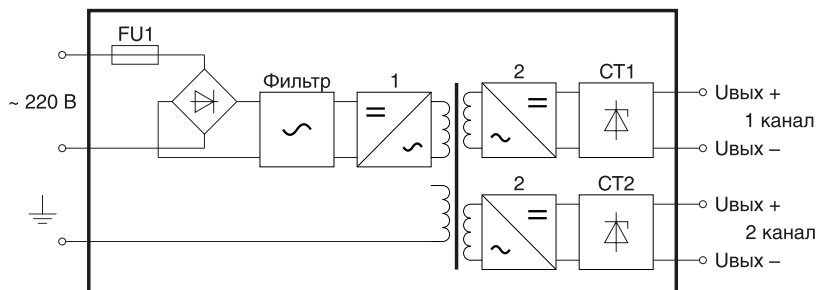 FU1
Фильтр
1
2
СТ1
~ 220 В
Uвых +
1 канал
Uвых –
2
СТ2
Uвых +
2 канал
Uвых –